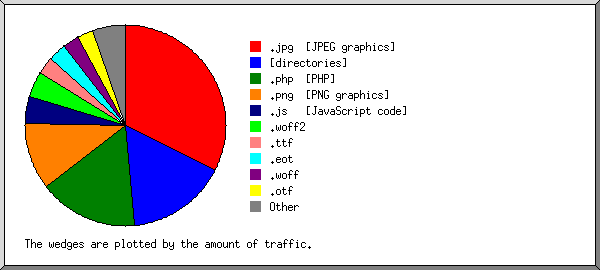 .jpg [JPEG graphics]
[directories]
.php [PHP]
.png [PNG graphics]
.js [JavaScript code]
.woff2
.ttf
.eot
.woff
.otf
Other
The wedges are plotted by the amount of traffic.